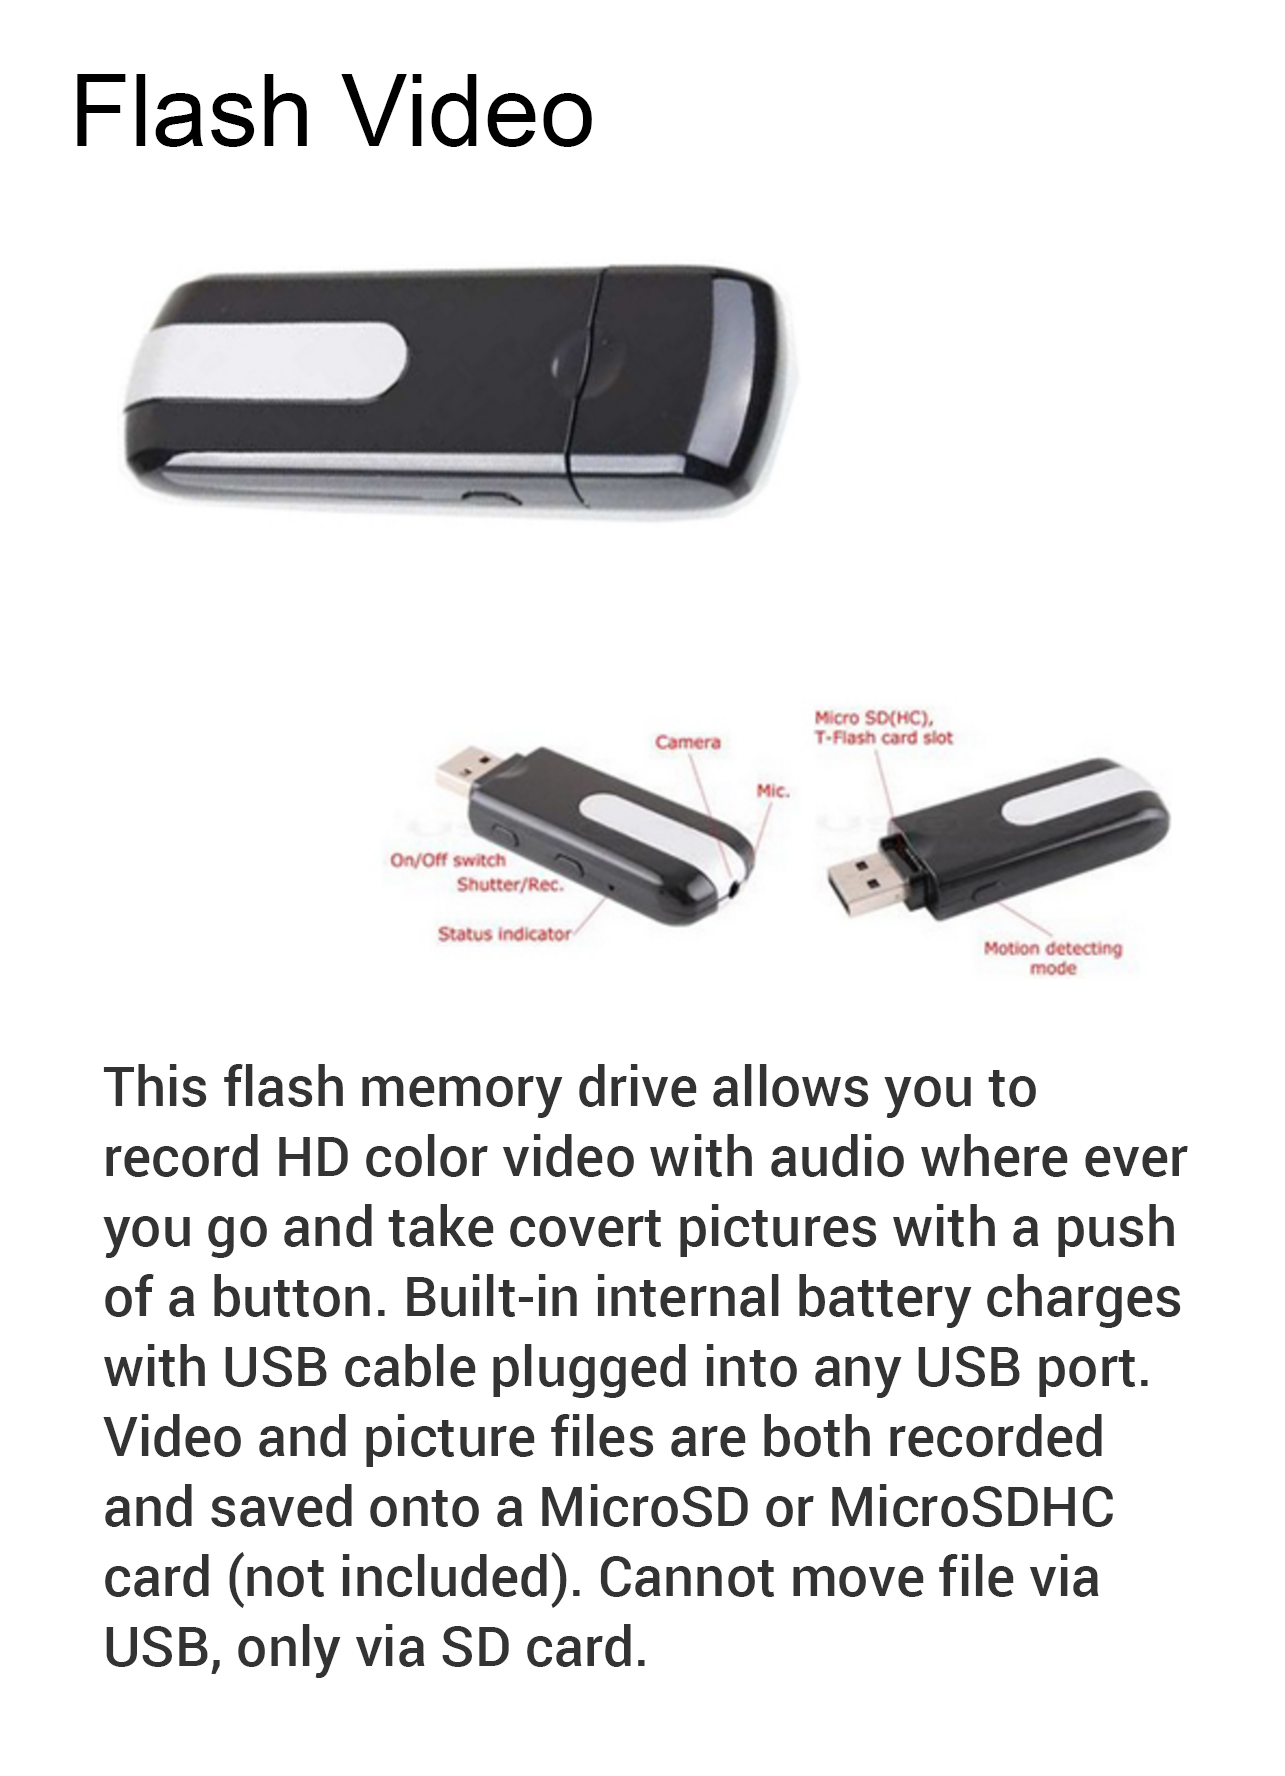 Flash Video
Camera
Mic.
On/Off switch
Shutter/Rec.
Status indicator
Micro SD(HC),
T-Flash card slot
Motion detecting
mode
This flash memory drive allows you to
record HD color video with audio where ever
you go and take covert pictures with a push
of a button. Built-in internal battery charges
with USB cable plugged into any USB port.
Video and picture files are both recorded
and saved onto a MicroSD or MicroSDHC
card (not included). Cannot move file via
USB, only via SD card.